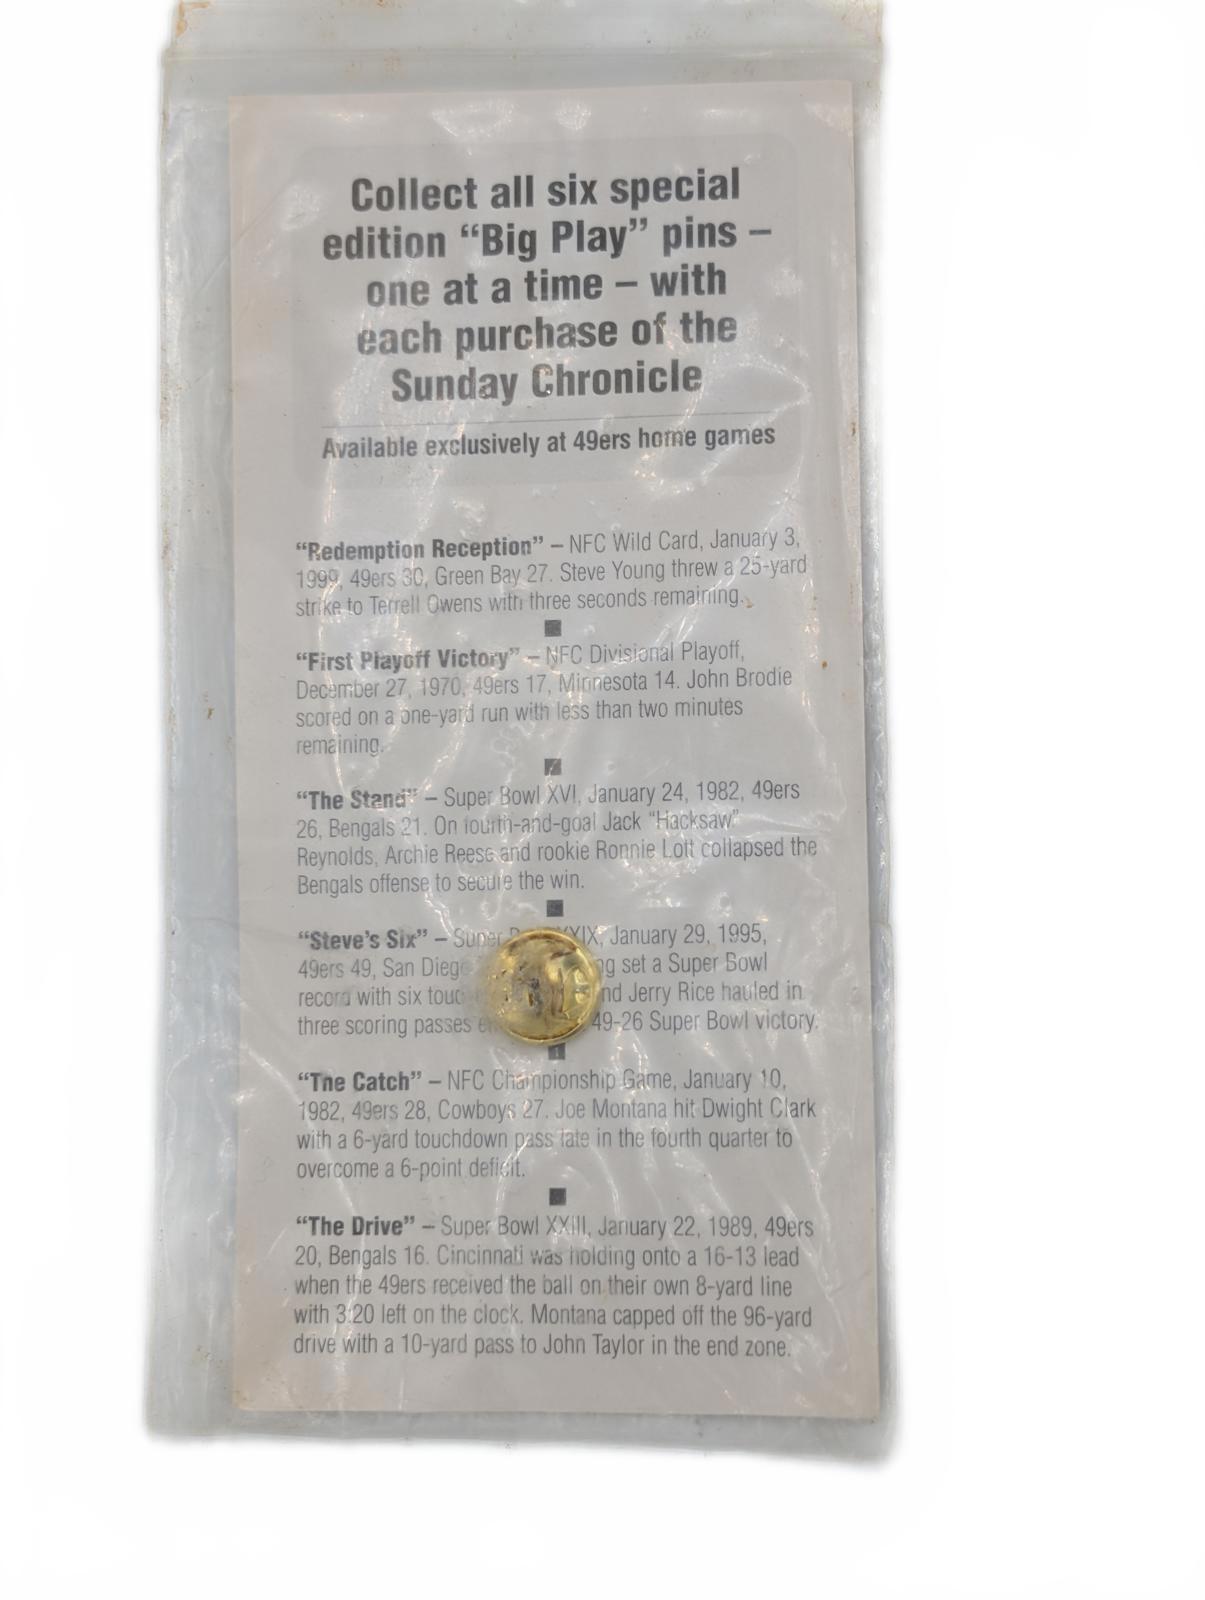 Collect all six special
edition “Big Play” pins –
one at a time – with
each purchase of the
Sunday Chronicle
Available exclusively at 49ers home games
“Redemption Reception” – NFC Wild Card, January 3,
1999, 49ers 30, Green Bay 27. Steve Young threw a 25-yard
strike to Terrell Owens with three seconds remaining.
“First Playoff Victory” – NFC Divisional Playoff,
December 27, 1970, 49ers 17, Minnesota 14. John Brodie
scored on a one-yard run with less than two minutes
remaining.
“The Stand” – Super Bowl XVI, January 24, 1982, 49ers
26, Bengals 21. On fourth-and-goal Jack “Hacksaw”
Reynolds, Archie Reese and rookie Ronnie Lott collapsed the
Bengals offense to secure the win.
“Steve’s Six” – Super XXIX, January 29, 1995,
49ers 49, San Dieg ng set a Super Bowl
record with six touc nd Jerry Rice hauled in
three scoring passes 49-26 Super Bowl victory.
“The Catch” – NFC Championship Game, January 10,
1982, 49ers 28, Cowboys 27. Joe Montana hit Dwight Clark
with a 6-yard touchdown pass late in the fourth quarter to
overcome a 6-point deficit.
“The Drive” – Super Bowl XXIII, January 22, 1989, 49ers
20, Bengals 16. Cincinnati was holding onto a 16-13 lead
when the 49ers received the ball on their own 8-yard line
with 3:20 left on the clock. Montana capped off the 96-yard
drive with a 10-yard pass to John Taylor in the end zone.